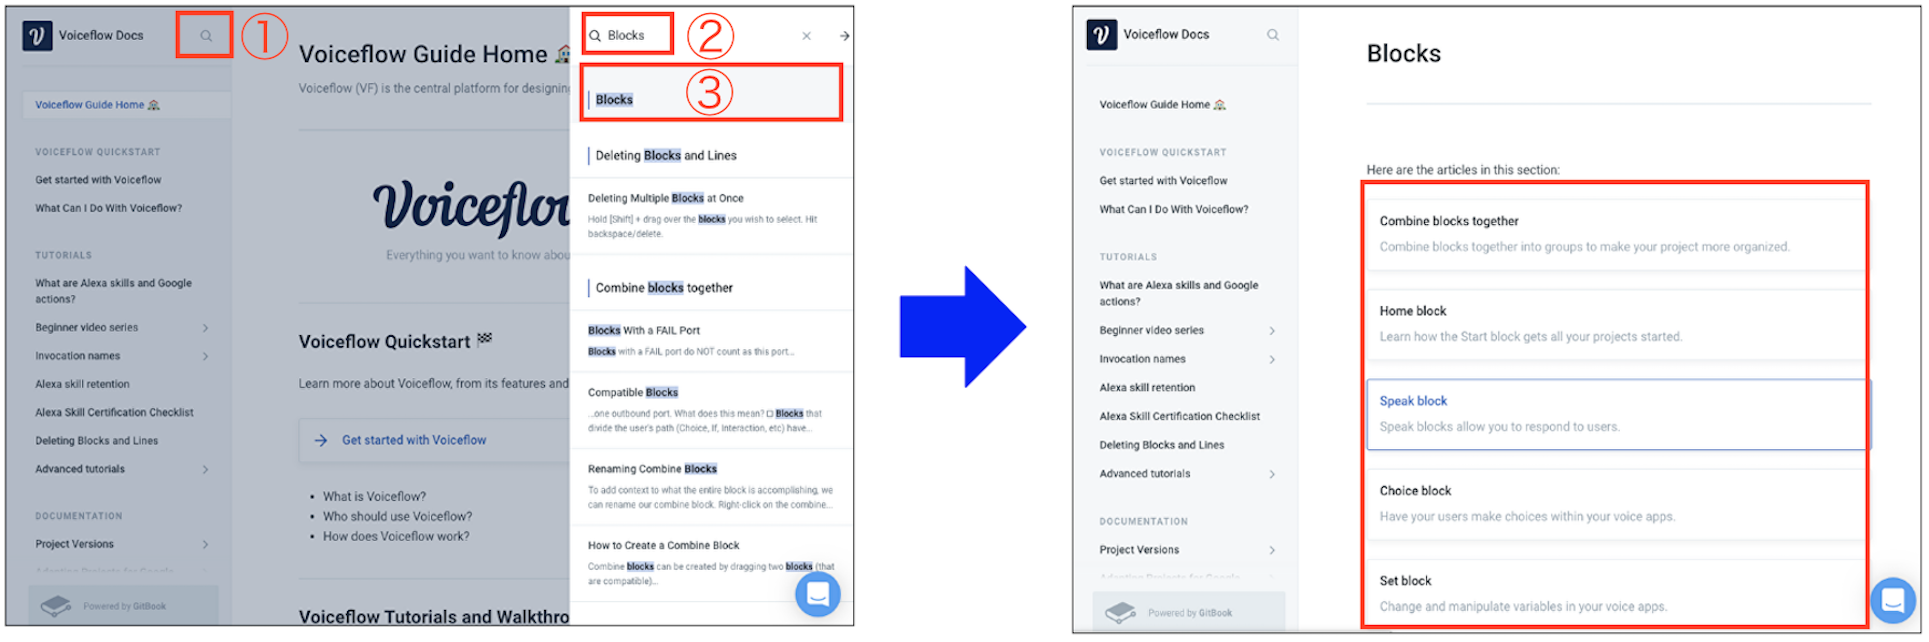 Voiceflow Docs
①
Voiceflow Guide Home
VOICEFLOW QUICKSTART
Get started with Voiceflow
What Can I Do With Voiceflow?
TUTORIALS
What are Alexa skills and Google
actions?
Beginner video series
Invocation names
Alexa skill retention
Alexa Skill Certification Checklist
Deleting Blocks and Lines
Advanced tutorials
DOCUMENTATION
Project Versions
Powered by GitBook
Voiceflow Guide Home
Voiceflow (VF) is the central platform for designing
Voiceflow
Everything you want to know abou
Voiceflow Quickstart
Learn more about Voiceflow, from its features and
Get started with Voiceflow
• What is Voiceflow?
• Who should use Voiceflow?
• How does Voiceflow work?
Voiceflow Tutorials and Walkthro
Blocks
②
Blocks
③
Deleting Blocks and Lines
Deleting Multiple Blocks at Once
Hold [Shift] + drag over the blocks you wish to select. Hit
backspace/delete.
Combine blocks together
Blocks With a FAIL Port
Blocks with a FAIL port do NOT count as this port...
Compatible Blocks
...one outbound port. What does this mean? □ Blocks that
divide the user's path (Choice, If, Interaction, etc) have...
Renaming Combine Blocks
To add context to what the entire block is accomplishing, we
can rename our combine block. Right-click on the combine...
How to Create a Combine Block
Combine blocks can be created by dragging two blocks (that
are compatible)...
Voiceflow Docs
Voiceflow Guide Home
VOICEFLOW QUICKSTART
Get started with Voiceflow
What Can I Do With Voiceflow?
TUTORIALS
What are Alexa skills and Google
actions?
Beginner video series
Invocation names
Alexa skill retention
Alexa Skill Certification Checklist
Deleting Blocks and Lines
Advanced tutorials
DOCUMENTATION
Project Versions
Powered by GitBook
Blocks
Here are the articles in this section:
Combine blocks together
Combine blocks together into groups to make your project more organized.
Home block
Learn how the Start block gets all your projects started.
Speak block
Speak blocks allow you to respond to users.
Choice block
Have your users make choices within your voice apps.
Set block
Change and manipulate variables in your voice apps.